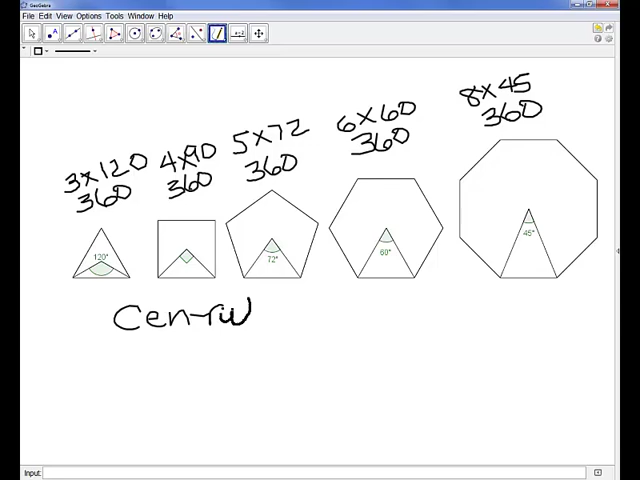 GeoGebra
File Edit View Options Tools Window Help
3x120
360
4x90
360
5x72
360
6x60
360
8x45
360
120°
72°
60°
45°
Input: